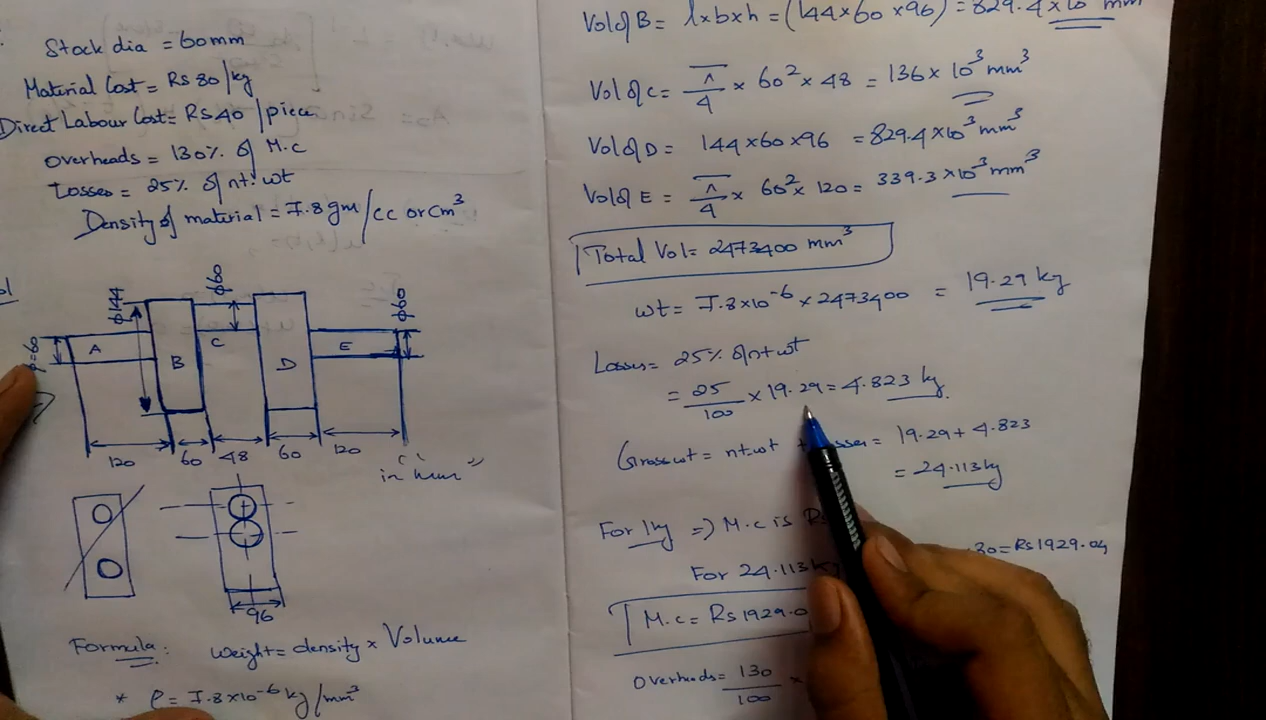 Stock dia = 60mm
Material Cost = Rs 80/kg
Direct Labour Cost = Rs 40 / piece
Overheads = 130% of M.C
Losses = 25% of nt. wt
Density of material = 7.8 gm/cc or cm³
ϕ144
ϕ60
ϕ60
A
B
C
D
E
120
60
48
60
120
in "mm"
96
Formula: weight = density × Volume
* ρ = 7.8×10⁻⁶ kg/mm³
Vol of B = l×b×h = (144×60×96) = 829.4×10 mm
Vol of C = π/4 × 60² × 48 = 136×10³ mm³
Vol of D = 144×60×96 = 829.4×10³ mm³
Vol of E = π/4 × 60² × 120 = 339.3×10³ mm³
Total Vol = 2473400 mm³
wt = 7.8×10⁻⁶ × 2473400 = 19.29 kg
Losses = 25% of nt wt
= 25/100 × 19.29 = 4.823 kg.
Gross wt = nt.wt + = 19.29 + 4.823
= 24.113 kg
For 1kg => M.C is Rs
For 24.113 k = Rs 1929.04
M.C = Rs 1929.0
Overheads = 130/100 ×